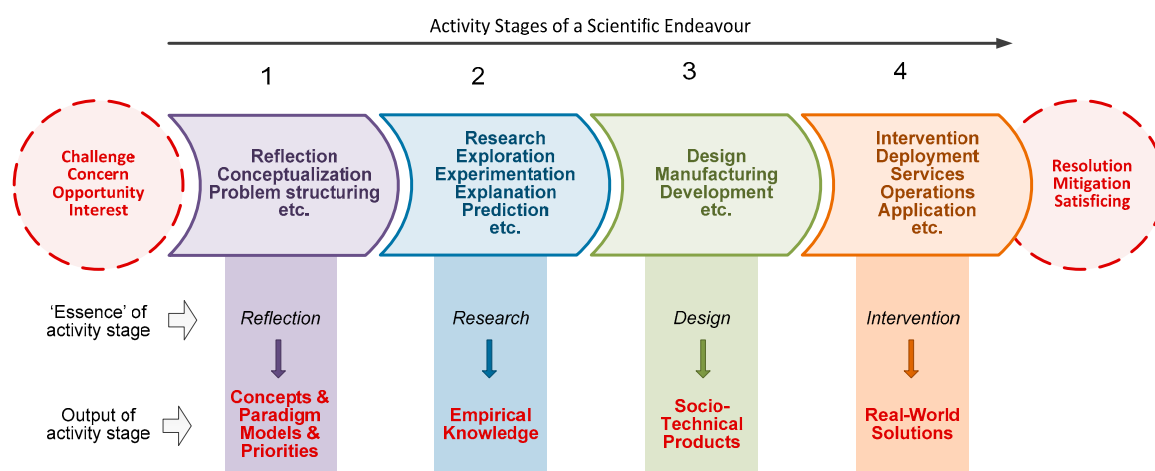 Activity Stages of a Scientific Endeavour
1
2
3
4
Challenge
Concern
Opportunity
Interest
Reflection
Conceptualization
Problem structuring
etc.
Research
Exploration
Experimentation
Explanation
Prediction
etc.
Design
Manufacturing
Development
etc.
Intervention
Deployment
Services
Operations
Application
etc.
Resolution
Mitigation
Satisficing
‘Essence’ of
activity stage
Reflection
Research
Design
Intervention
Output of
activity stage
Concepts &
Paradigm
Models &
Priorities
Empirical
Knowledge
Socio-
Technical
Products
Real-World
Solutions